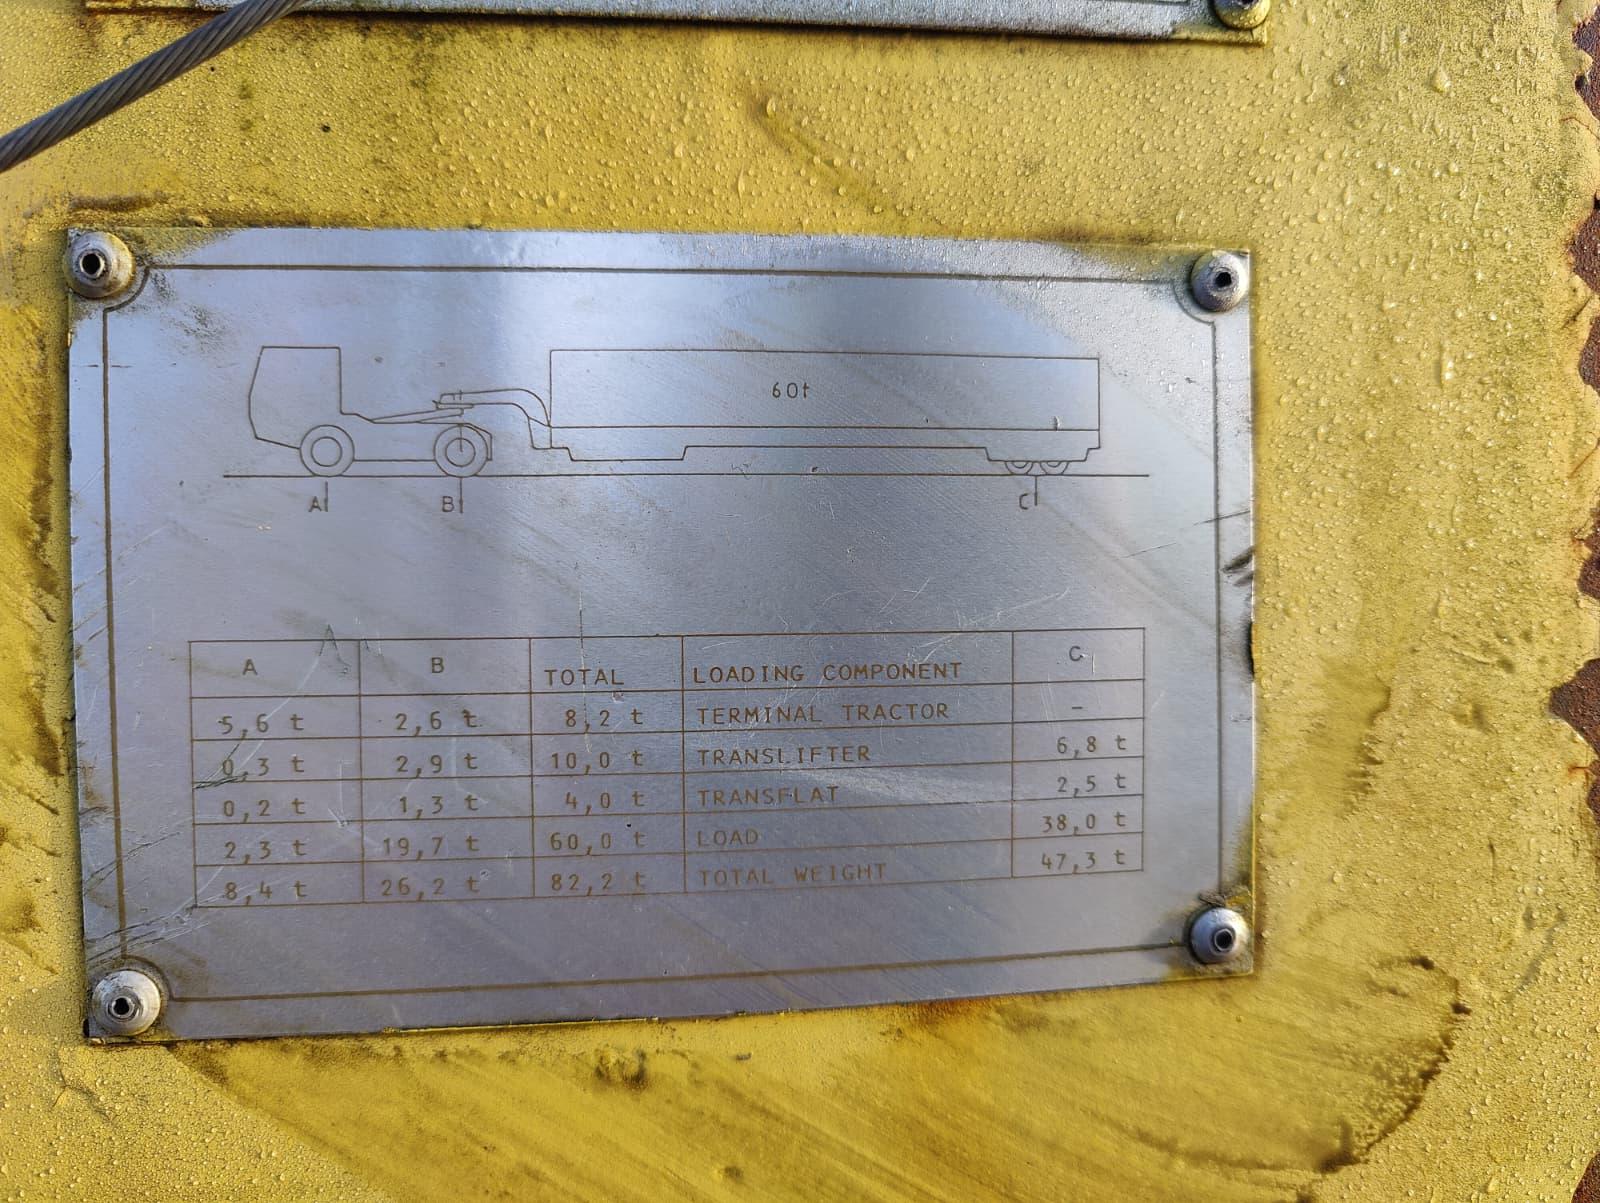 60t
A B C
A B TOTAL LOADING COMPONENT C
5,6 t 2,6 t 8,2 t TERMINAL TRACTOR -
0,3 t 2,9 t 10,0 t TRANSLIFTER 6,8 t
0,2 t 1,3 t 4,0 t TRANSFLAT 2,5 t
2,3 t 19,7 t 60,0 t LOAD 38,0 t
8,4 t 26,2 t 82,2 t TOTAL WEIGHT 47,3 t